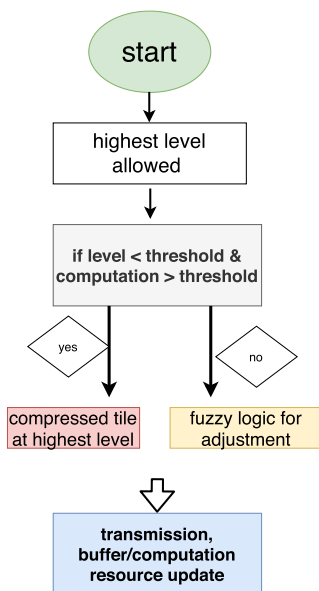 start
highest level
allowed
if level < threshold &
computation > threshold
yes
no
compressed tile
at highest level
fuzzy logic for
adjustment
transmission,
buffer/computation
resource update